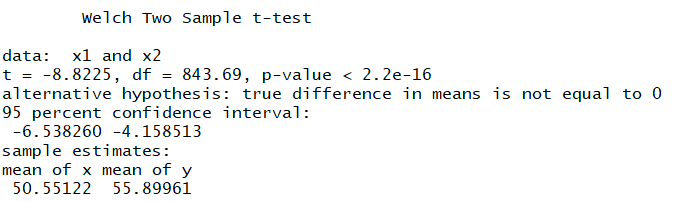 Welch Two Sample t-test
data:  x1 and x2
t = -8.8225, df = 843.69, p-value < 2.2e-16
alternative hypothesis: true difference in means is not equal to 0
95 percent confidence interval:
 -6.538260 -4.158513
sample estimates:
mean of x mean of y
 50.55122  55.89961